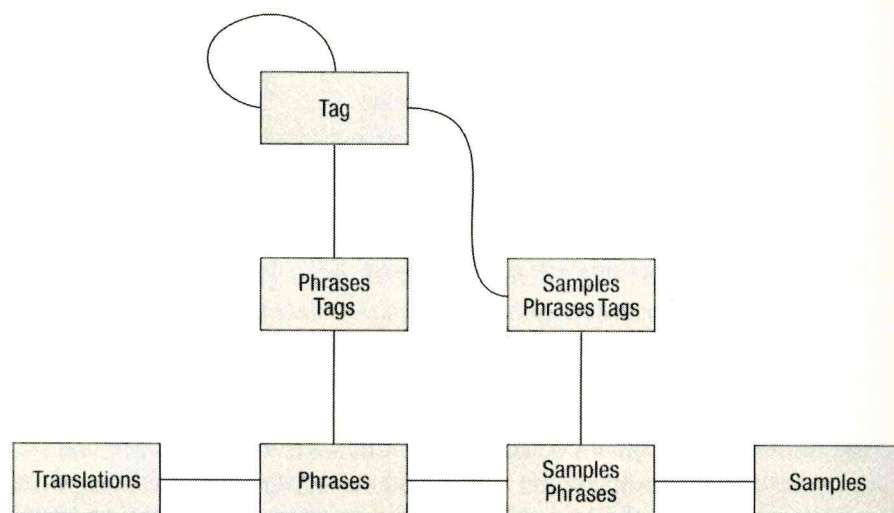 Tag
Phrases
Tags
Samples
Phrases Tags
Translations
Phrases
Samples
Phrases
Samples